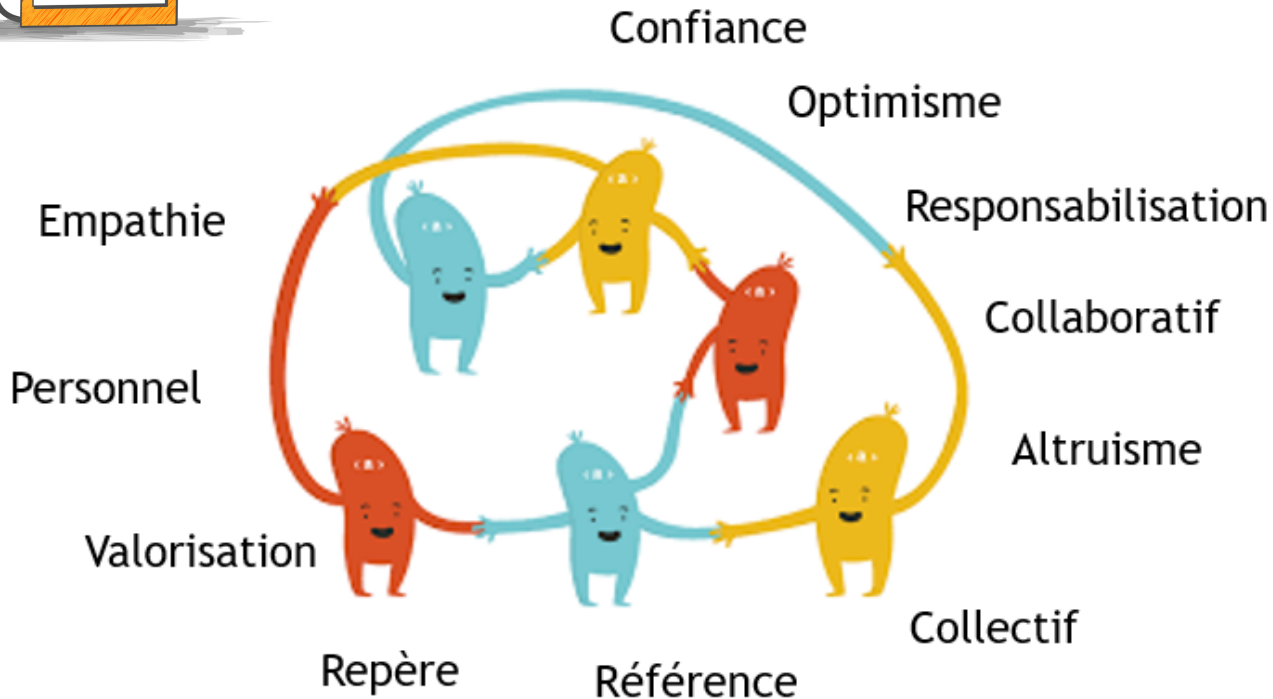 Confiance
Optimisme
Empathie
Responsabilisation
Collaboratif
Personnel
Altruisme
Valorisation
Collectif
Repère
Référence